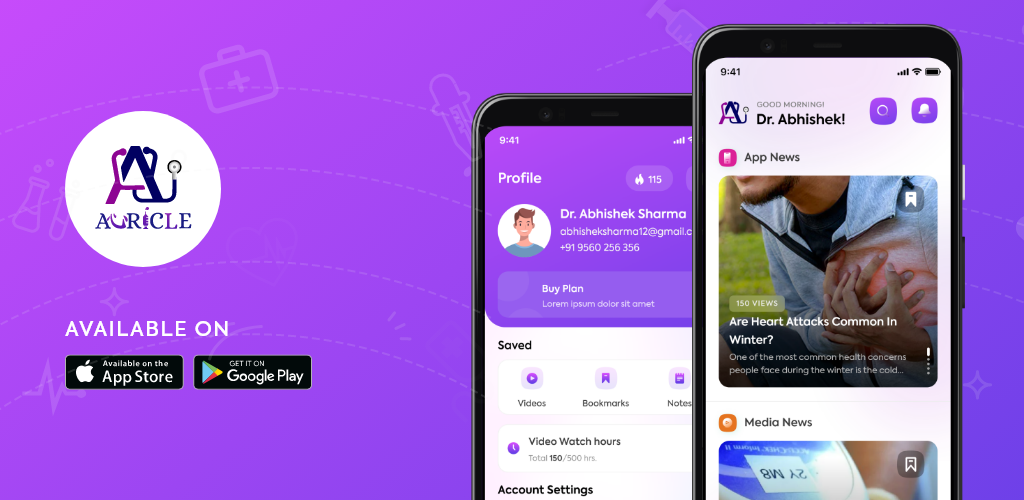 AURICLE
AVAILABLE ON
Available on the
App Store
GET IT ON
Google Play
9:41
Profile
115
Dr. Abhishek Sharma
abhisheksharma12@gmail.c
+91 9560 256 356
Buy Plan
Lorem ipsum dolor sit amet
Saved
Videos
Bookmarks
Notes
Video Watch hours
Total 150/500 hrs.
Account Settings
9:41
GOOD MORNING!
Dr. Abhishek!
App News
150 VIEWS
Are Heart Attacks Common In
Winter?
One of the most common health concerns
people face during the winter is the cold...
Media News
2Y M8